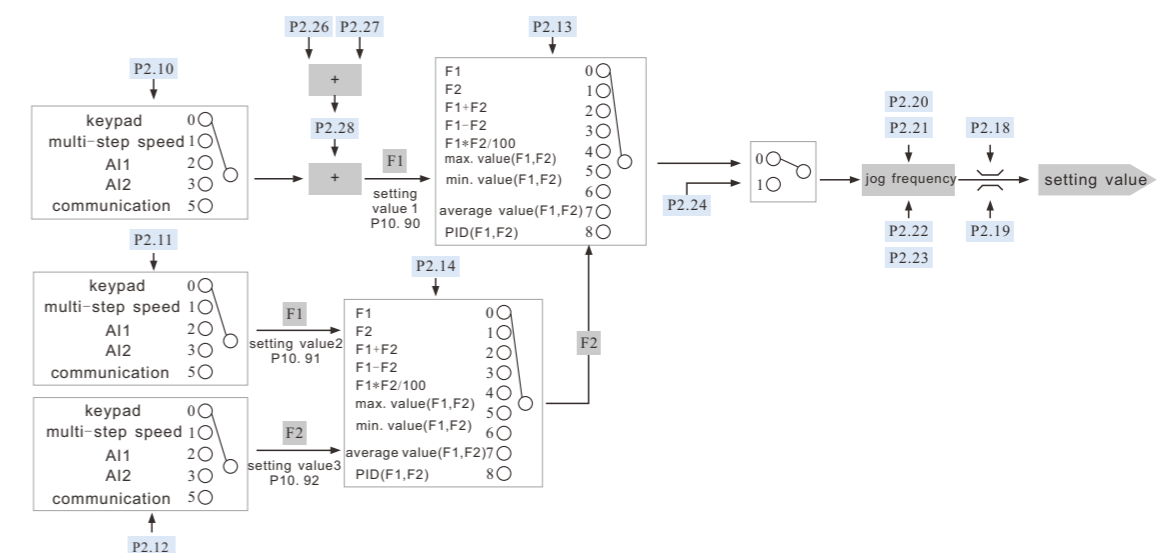 P2.26 P2.27
P2.13
P2.10
+
F1
F2
F1+F2
F1-F2
F1*F2/100
max. value(F1,F2)
min. value(F1,F2)
average value(F1,F2)
PID(F1,F2)
0
1
2
3
4
5
6
7
8
keypad 0
multi-step speed 1
AI1 2
AI2 3
communication 5
P2.28
+
F1
setting
value 1
P10. 90
P2.24
0
1
P2.20
P2.21
jog frequency
P2.22
P2.23
P2.18
P2.19
setting value
P2.11
keypad 0
multi-step speed 1
AI1 2
AI2 3
communication 5
F1
setting value2
P10. 91
P2.14
F1
F2
F1+F2
F1-F2
F1*F2/100
max. value(F1,F2)
min. value(F1,F2)
average value(F1,F2)
PID(F1,F2)
0
1
2
3
4
5
6
7
8
F2
keypad 0
multi-step speed 1
AI1 2
AI2 3
communication 5
F2
setting value3
P10. 92
P2.12